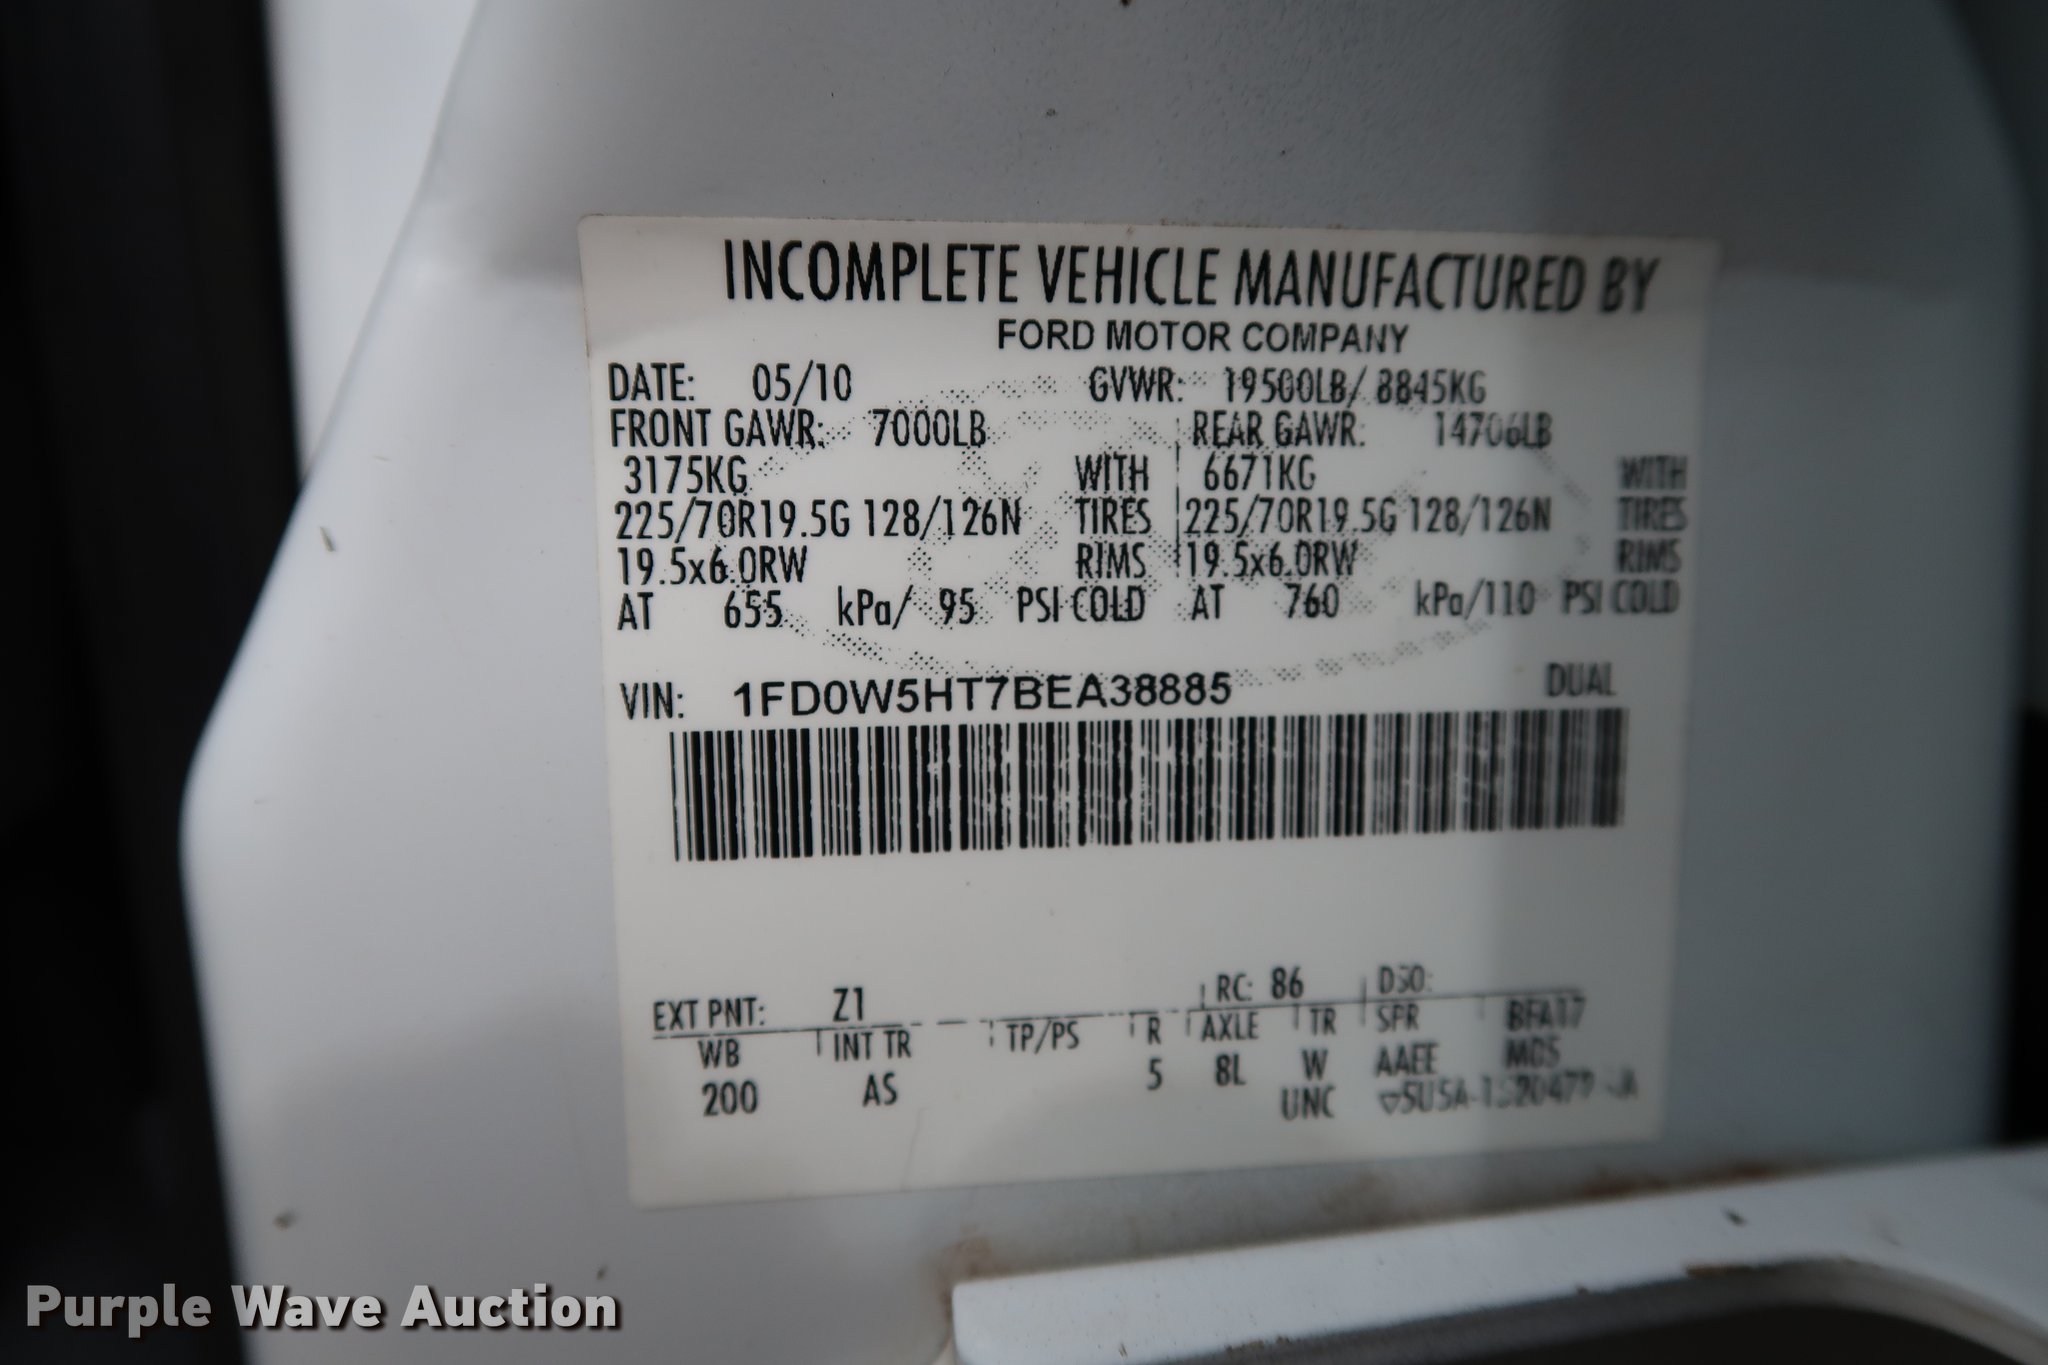 INCOMPLETE VEHICLE MANUFACTURED BY
FORD MOTOR COMPANY
DATE: 05/10 GVWR: 19500LB/ 8845KG
FRONT GAWR: 7000LB REAR GAWR: 14706LB
3175KG WITH 6671KG WITH
225/70R19.5G 128/126N TIRES 225/70R19.5G 128/126N TIRES
19.5x6.0RW RIMS 19.5x6.0RW RIMS
AT 655 kPa/ 95 PSI COLD AT 760 kPa/110 PSI COLD
VIN: 1FD0W5HT7BEA38885 DUAL
EXT PNT: Z1 RC: 86 DSO:
WB INT TR TP/PS R AXLE TR SPR BFA17
200 AS 5 8L W AAEE MDS
UNC
Purple Wave Auction